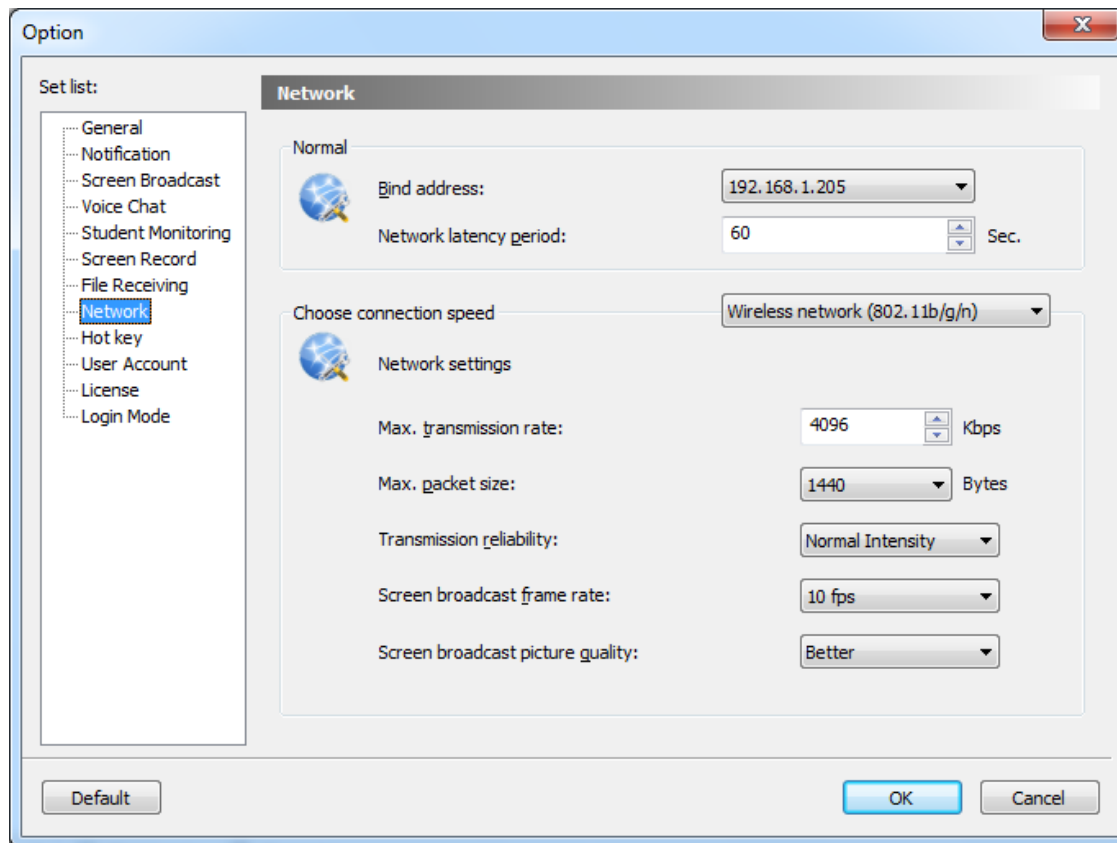 Option
Set list:
General
Notification
Screen Broadcast
Voice Chat
Student Monitoring
Screen Record
File Receiving
Network
Hot key
User Account
License
Login Mode
Network
Normal
Bind address: 192.168.1.205
Network latency period: 60 Sec.
Choose connection speed Wireless network (802.11b/g/n)
Network settings
Max. transmission rate: 4096 Kbps
Max. packet size: 1440 Bytes
Transmission reliability: Normal Intensity
Screen broadcast frame rate: 10 fps
Screen broadcast picture quality: Better
Default OK Cancel